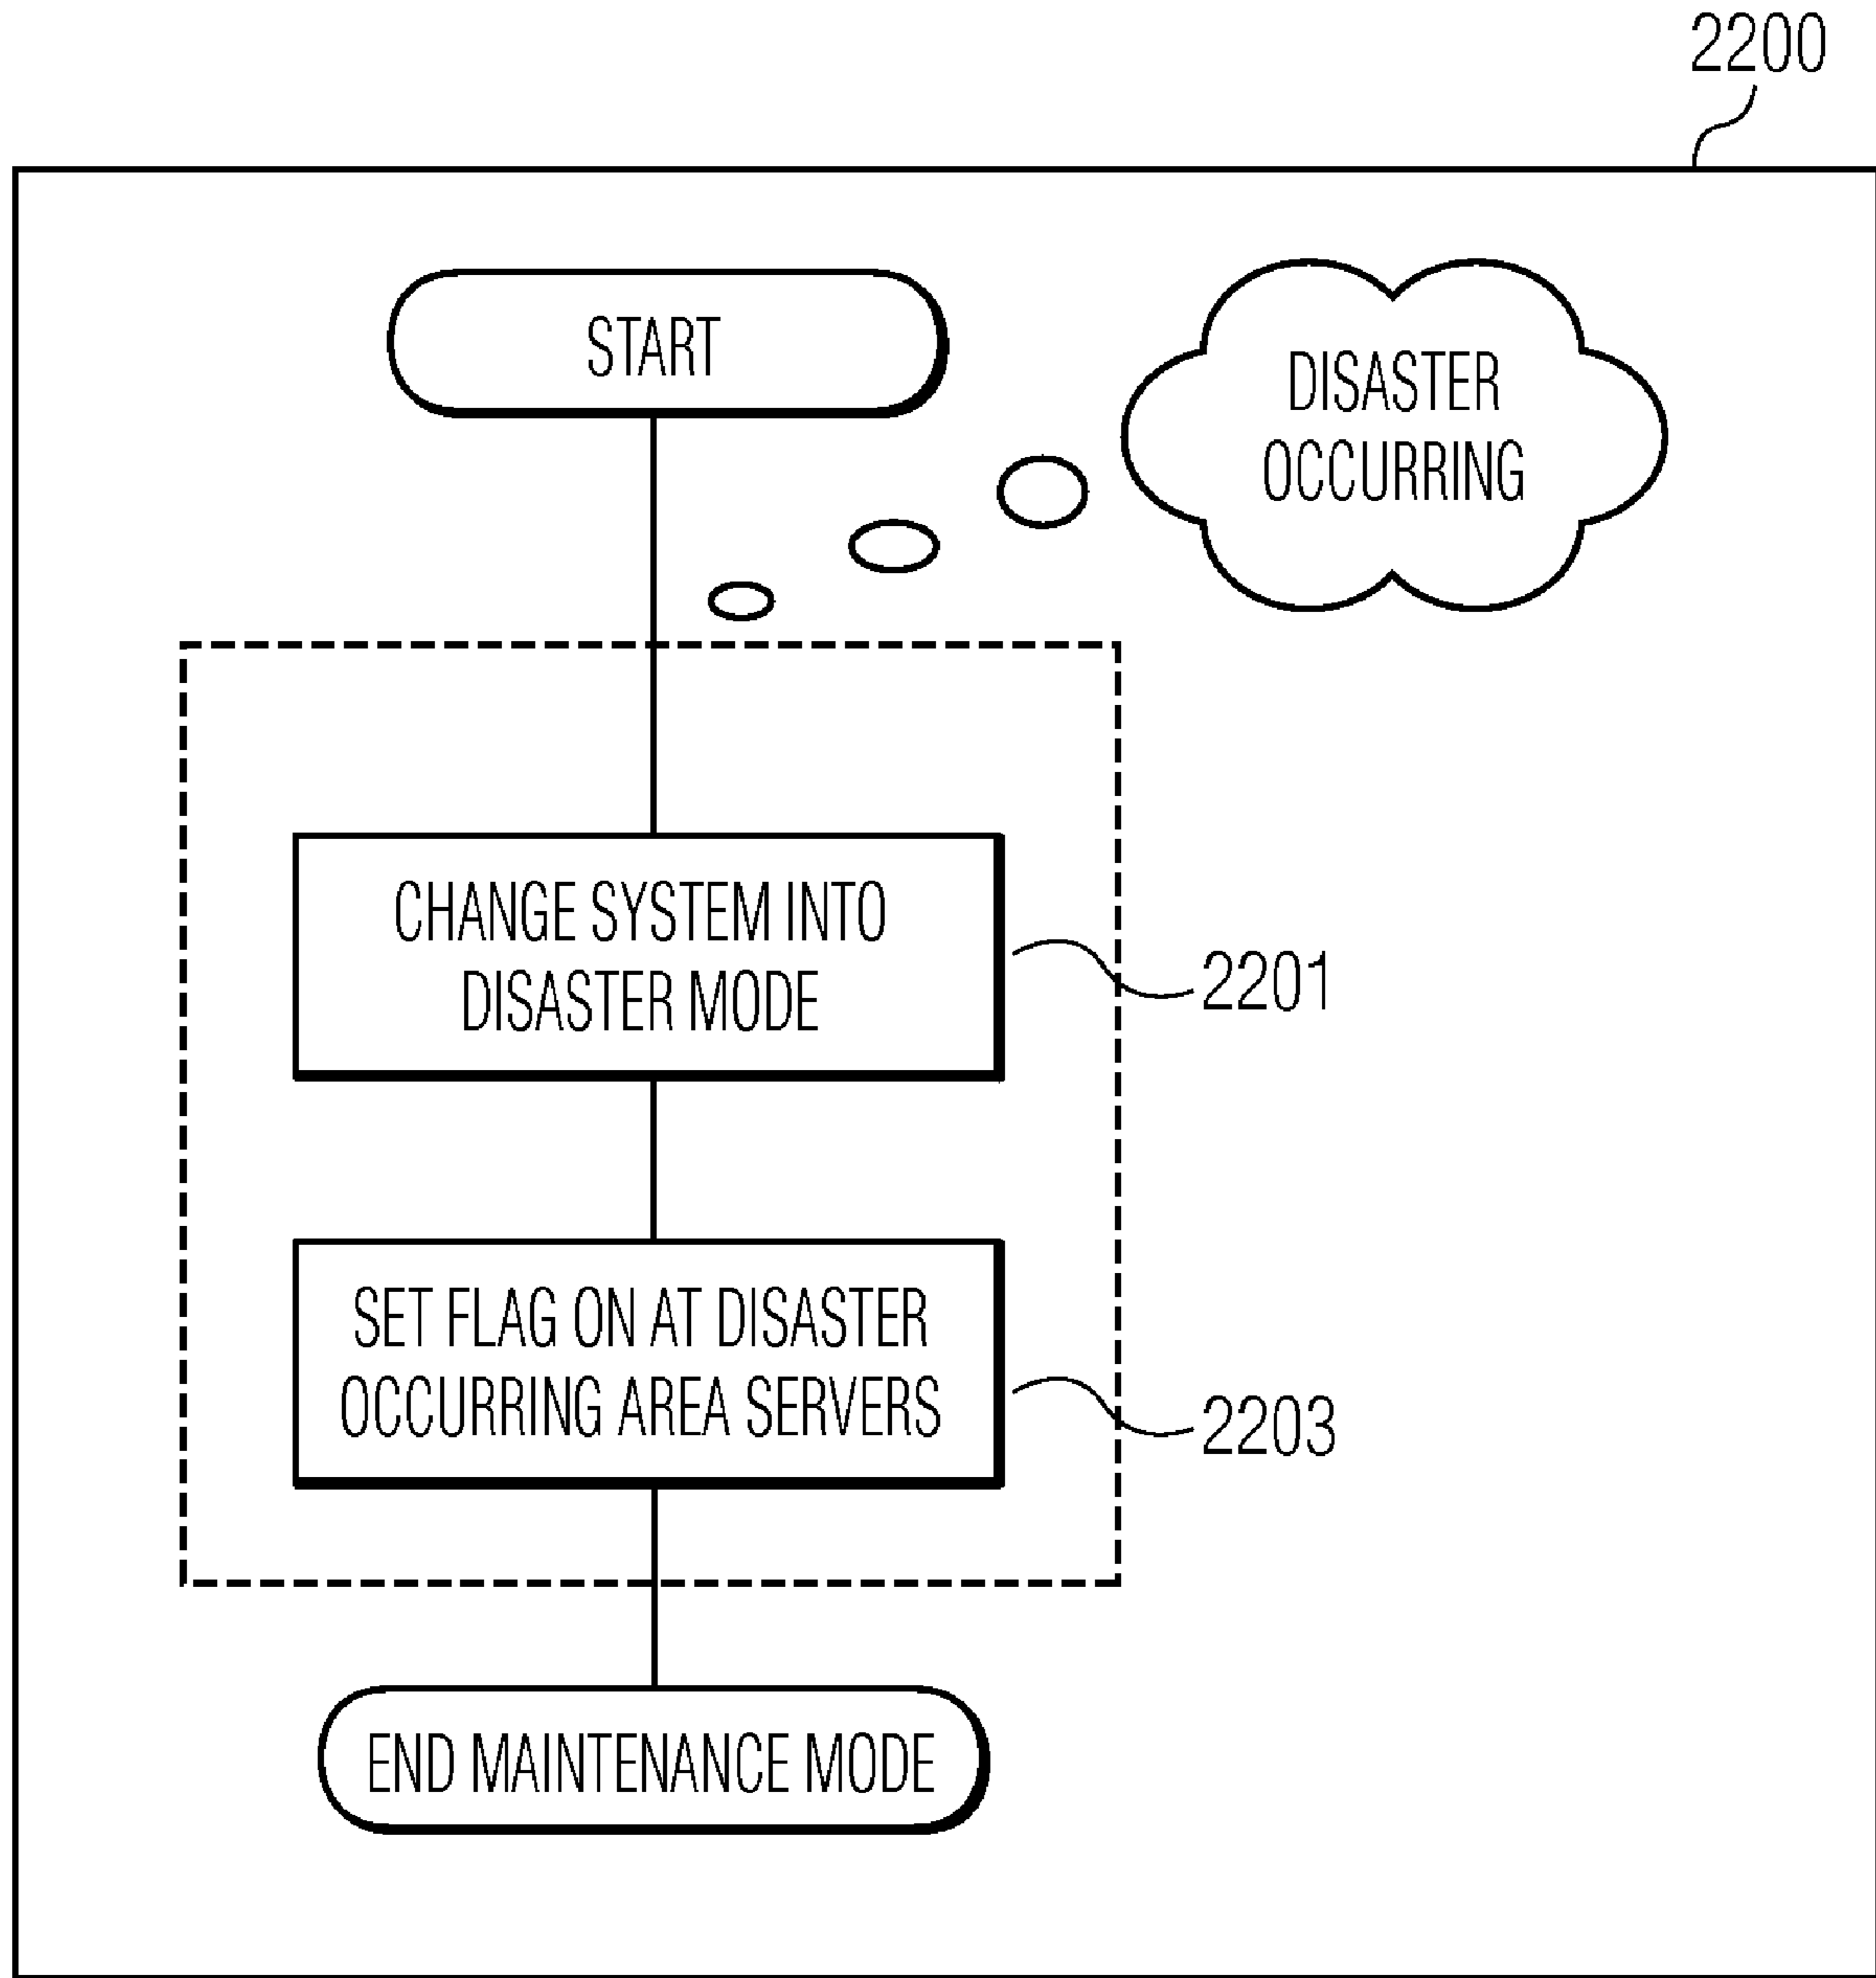 2200
START
DISASTER
OCCURRING
CHANGE SYSTEM INTO
DISASTER MODE
2201
SET FLAG ON AT DISASTER
OCCURRING AREA SERVERS
2203
END MAINTENANCE MODE